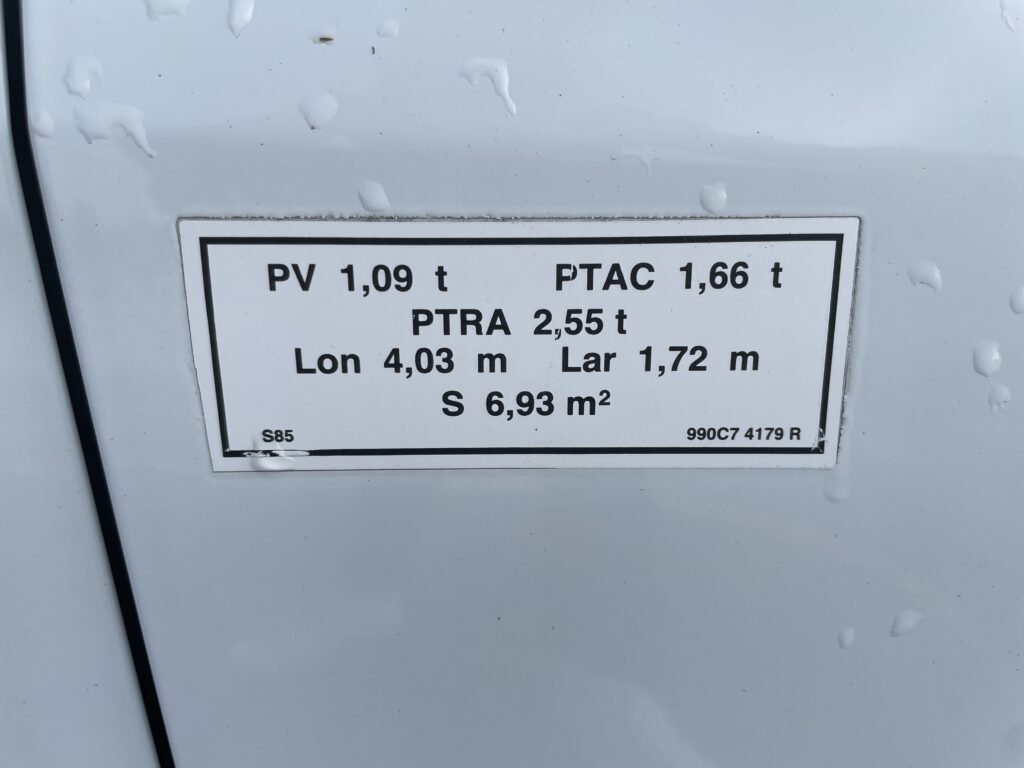 PV 1,09 t PTAC 1,66 t
PTRA 2,55 t
Lon 4,03 m Lar 1,72 m
S 6,93 m²
S85 990C7 4179 R